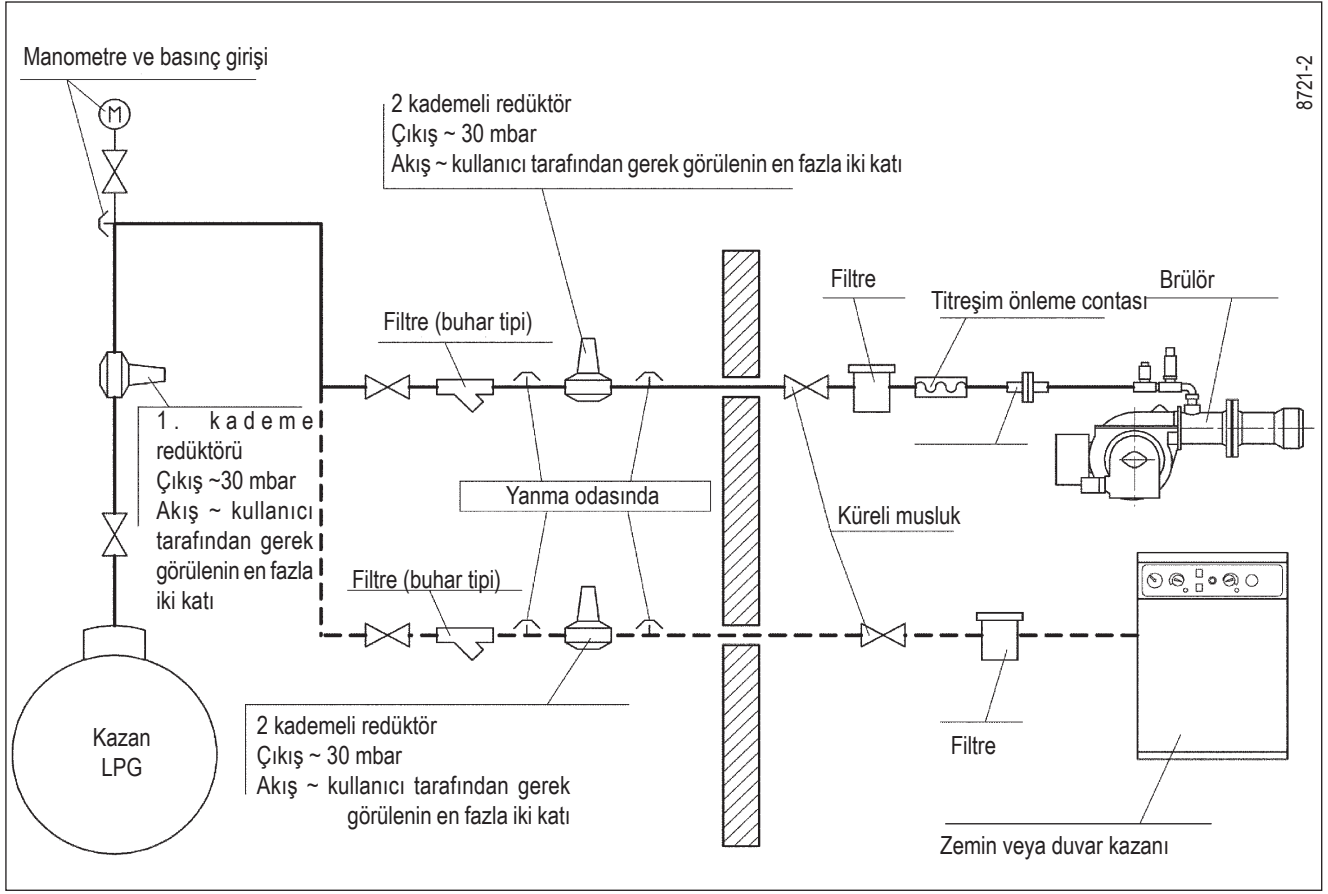 Manometre ve basınç girişi
M
8721-2
2 kademeli redüktör
Çıkış ~ 30 mbar
Akış ~ kullanıcı tarafından gerek görülenin en fazla iki katı
Filtre
Titreşim önleme contası
Brülör
Filtre (buhar tipi)
1. kademe
redüktörü
Çıkış ~30 mbar
Akış ~ kullanıcı
tarafından gerek
görülenin en fazla
iki katı
Yanma odasında
Küreli musluk
Filtre (buhar tipi)
Kazan
LPG
2 kademeli redüktör
Çıkış ~ 30 mbar
Akış ~ kullanıcı tarafından gerek
görülenin en fazla iki katı
Filtre
Zemin veya duvar kazanı